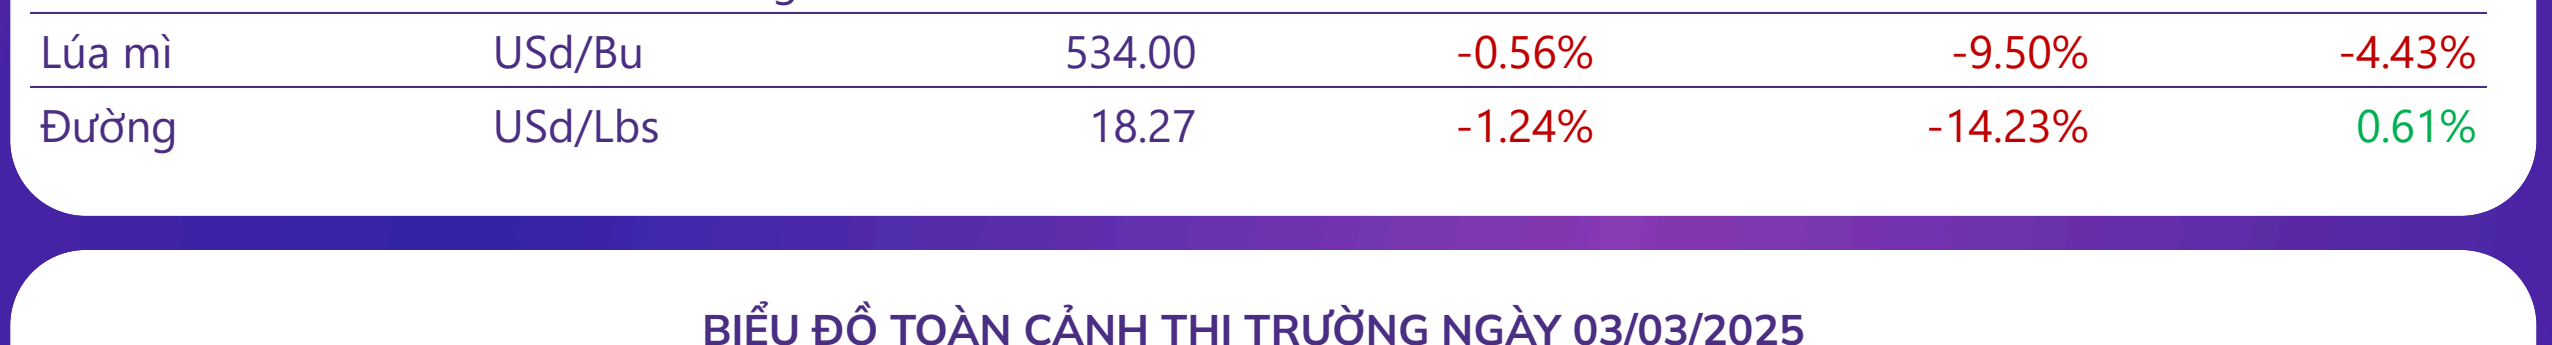 Lúa mì USd/Bu 534.00 -0.56% -9.50% -4.43%
Đường USd/Lbs 18.27 -1.24% -14.23% 0.61%
BIỂU ĐỒ TOÀN CẢNH THI TRƯỜNG NGÀY 03/03/2025